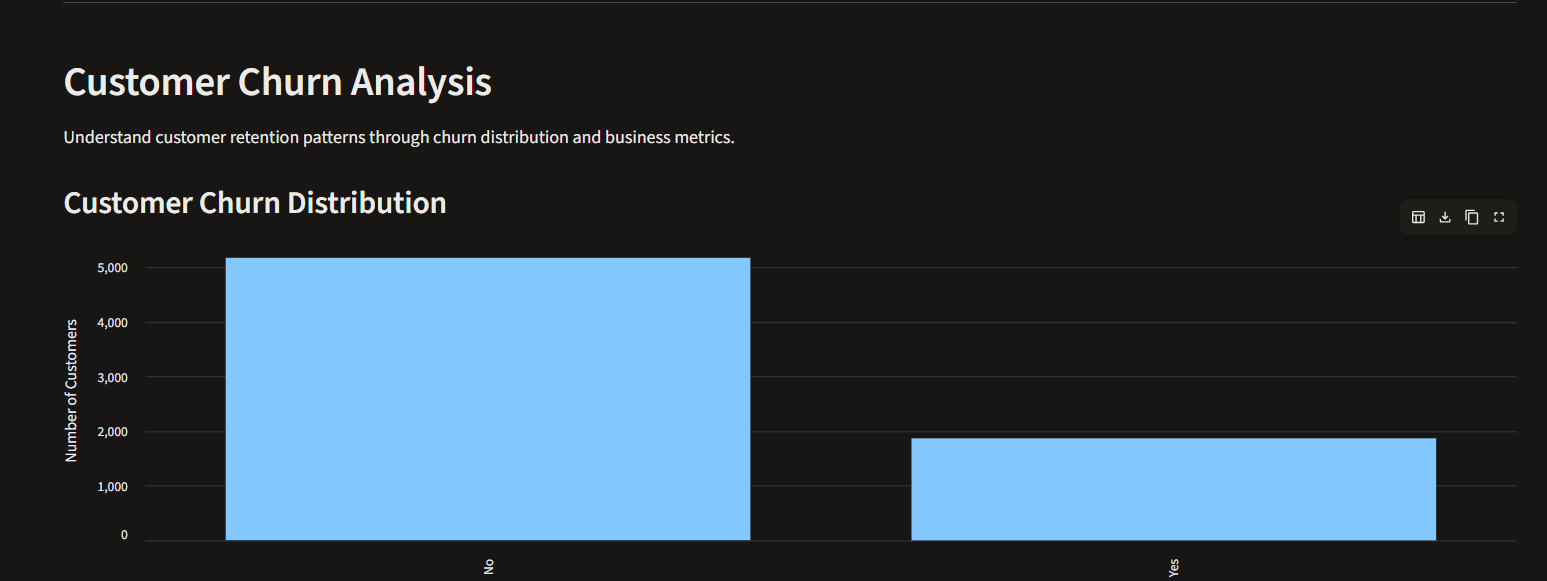 Customer Churn Analysis
Understand customer retention patterns through churn distribution and business metrics.
Customer Churn Distribution
5,000
4,000
3,000
2,000
1,000
0
Number of Customers
No
Yes